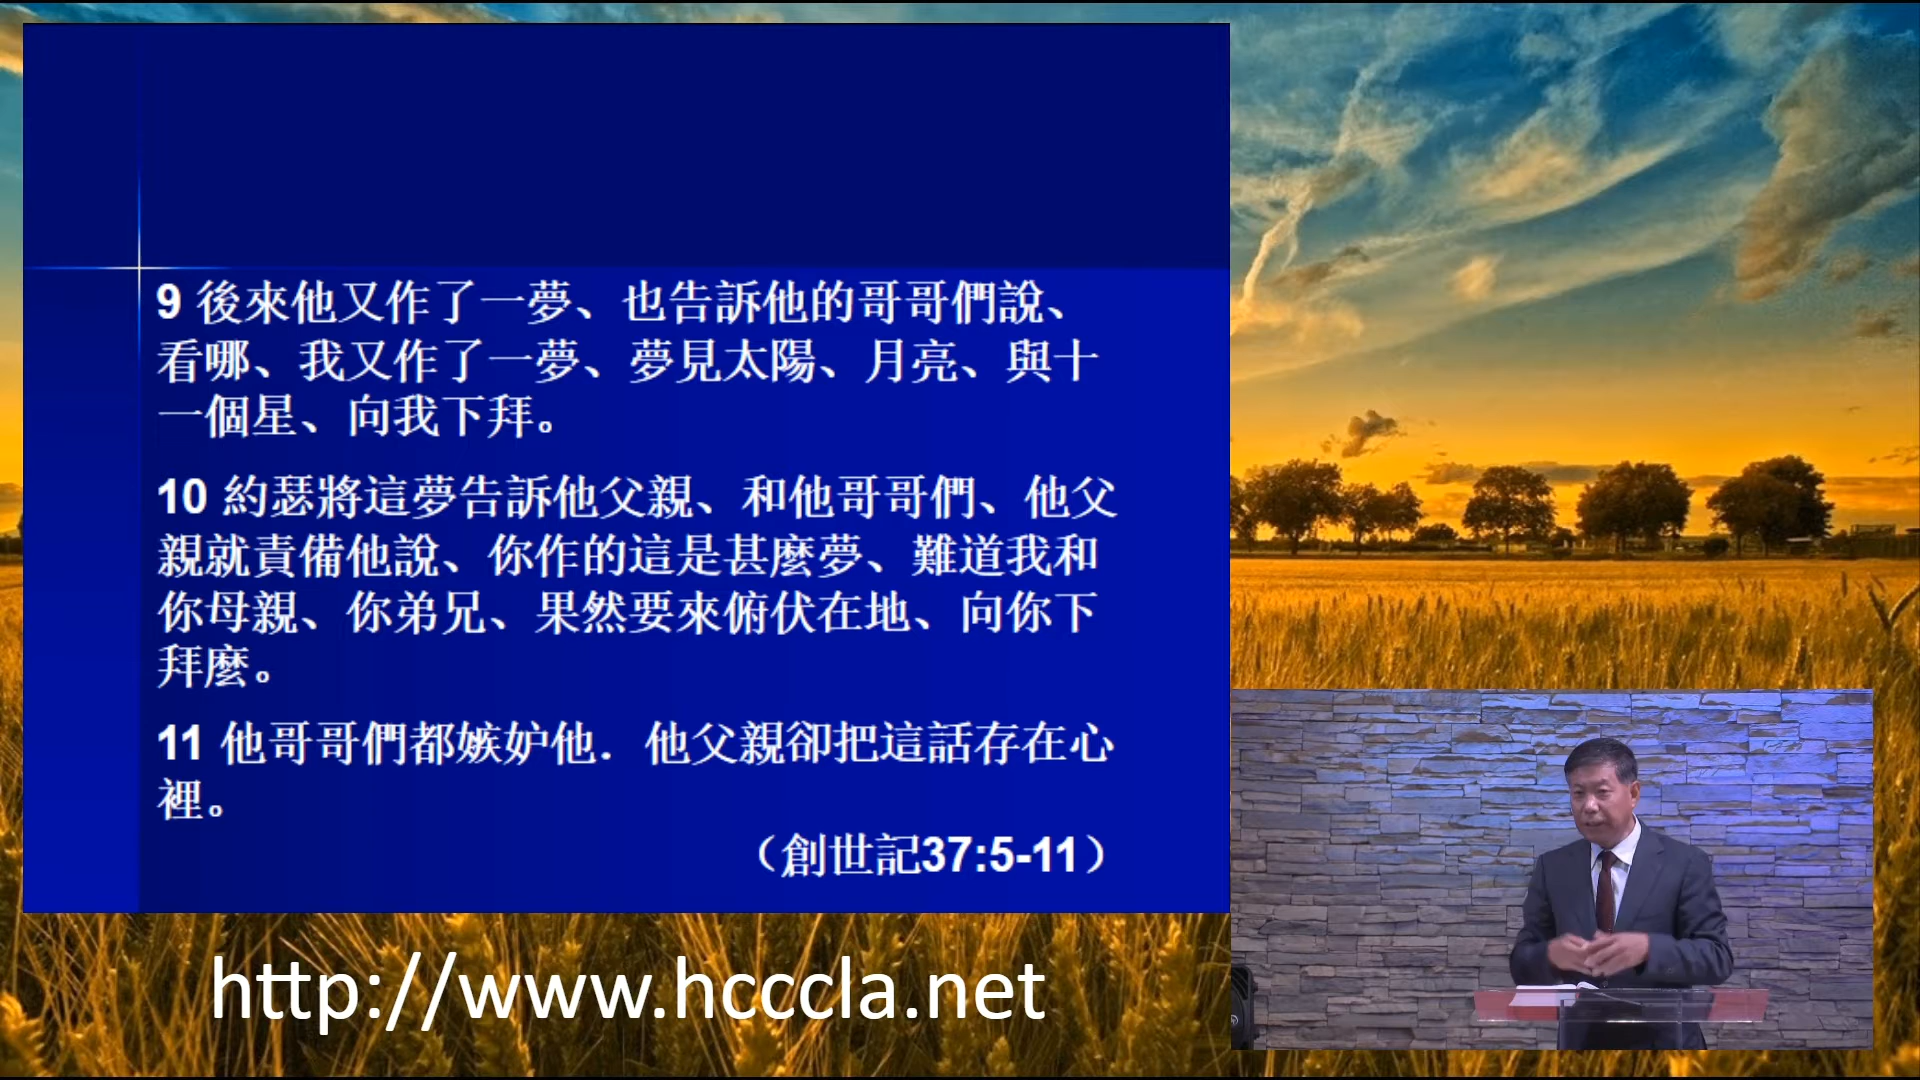 9 後來他又作了一夢、也告訴他的哥哥們說、
看哪、我又作了一夢、夢見太陽、月亮、與十
一個星、向我下拜。
10 約瑟將這夢告訴他父親、和他哥哥們、他父
親就責備他說、你作的這是甚麼夢、難道我和
你母親、你弟兄、果然要來俯伏在地、向你下
拜麼。
11 他哥哥們都嫉妒他．他父親卻把這話存在心
裡。
（創世記37:5-11）
http://www.hcccla.net